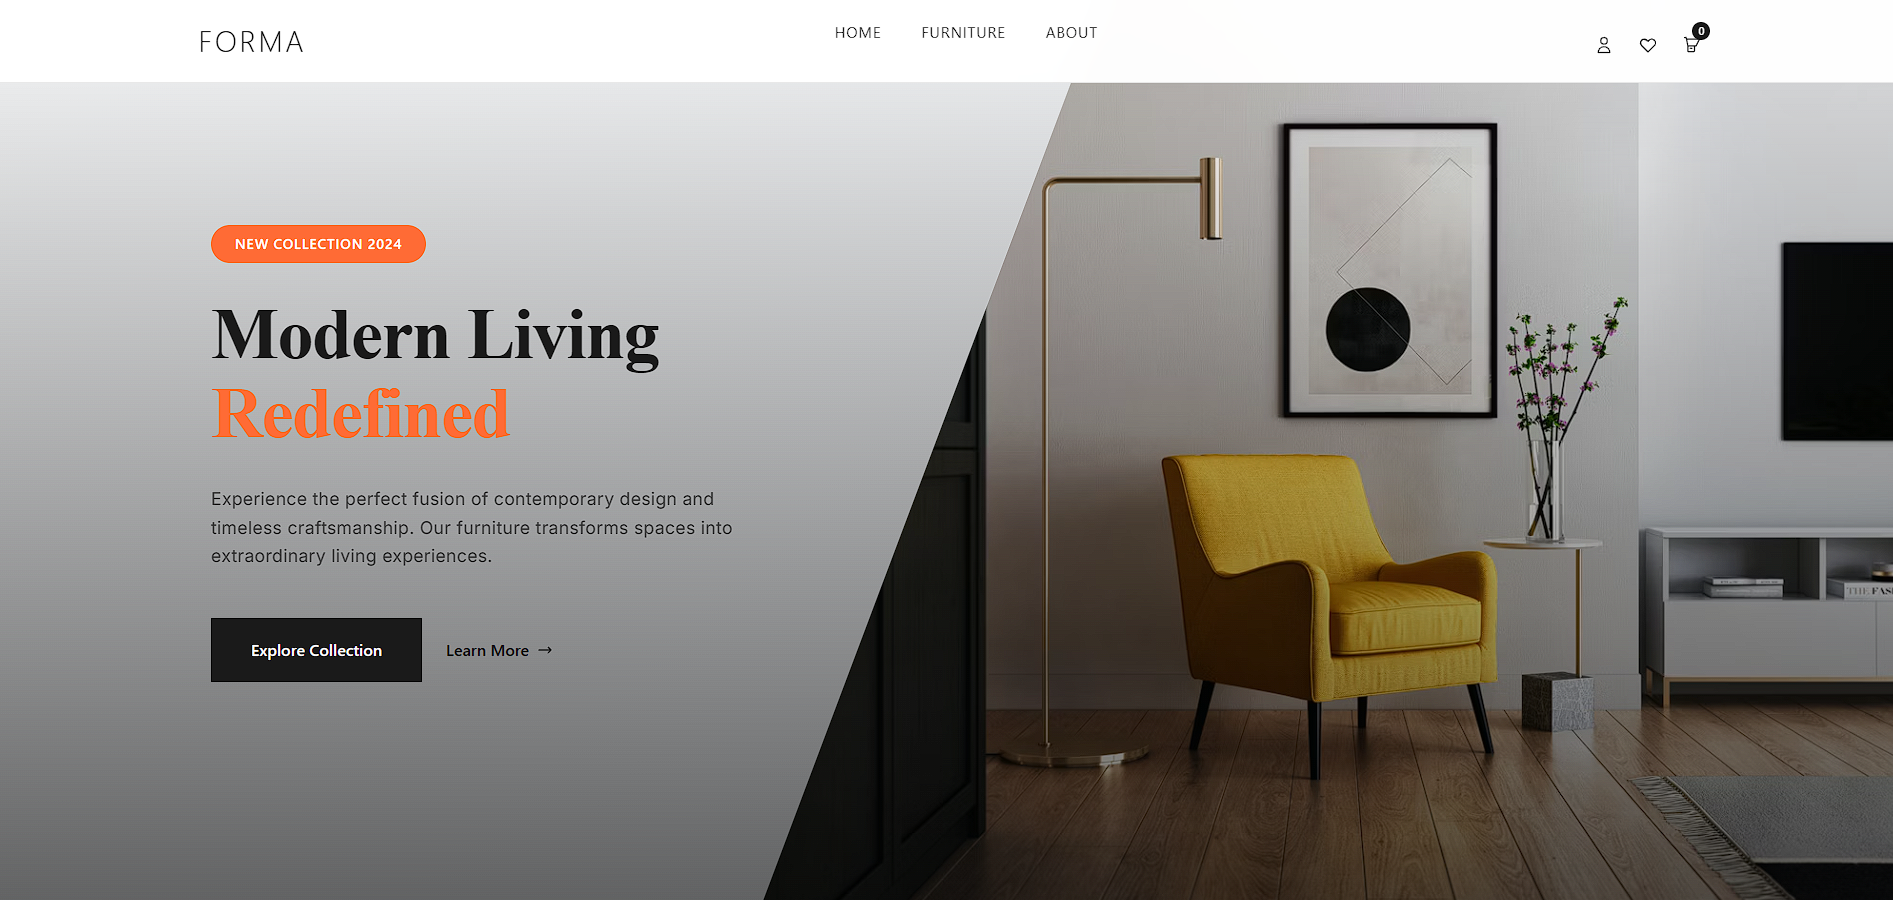 FORMA
HOME FURNITURE ABOUT
0
NEW COLLECTION 2024
Modern Living
Redefined
Experience the perfect fusion of contemporary design and
timeless craftsmanship. Our furniture transforms spaces into
extraordinary living experiences.
Explore Collection
Learn More →
THE FAS